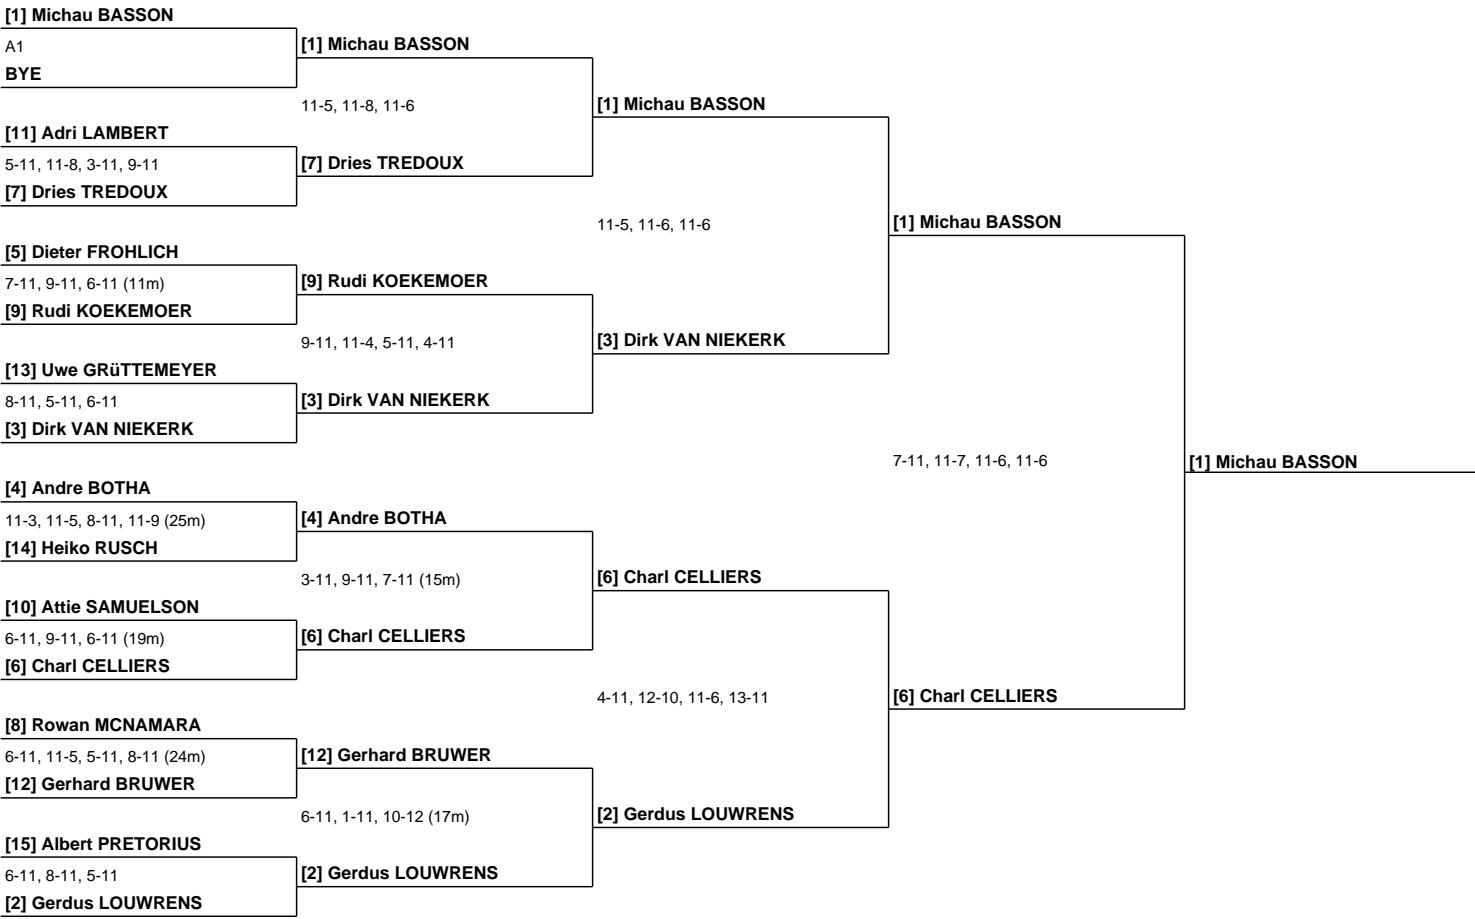 [1] Michau BASSON
A1
BYE
[11] Adri LAMBERT
5-11, 11-8, 3-11, 9-11
[7] Dries TREDOUX
[5] Dieter FROHLICH
7-11, 9-11, 6-11 (11m)
[9] Rudi KOEKEMOER
[13] Uwe GRüTTEMEYER
8-11, 5-11, 6-11
[3] Dirk VAN NIEKERK
[4] Andre BOTHA
11-3, 11-5, 8-11, 11-9 (25m)
[14] Heiko RUSCH
[10] Attie SAMUELSON
6-11, 9-11, 6-11 (19m)
[6] Charl CELLIERS
[8] Rowan MCNAMARA
6-11, 11-5, 5-11, 8-11 (24m)
[12] Gerhard BRUWER
[15] Albert PRETORIUS
6-11, 8-11, 5-11
[2] Gerdus LOUWRENS
[1] Michau BASSON
11-5, 11-8, 11-6
[7] Dries TREDOUX
[9] Rudi KOEKEMOER
9-11, 11-4, 5-11, 4-11
[3] Dirk VAN NIEKERK
[4] Andre BOTHA
3-11, 9-11, 7-11 (15m)
[6] Charl CELLIERS
[12] Gerhard BRUWER
6-11, 1-11, 10-12 (17m)
[2] Gerdus LOUWRENS
[1] Michau BASSON
11-5, 11-6, 11-6
[3] Dirk VAN NIEKERK
[6] Charl CELLIERS
4-11, 12-10, 11-6, 13-11
[2] Gerdus LOUWRENS
[1] Michau BASSON
7-11, 11-7, 11-6, 11-6
[6] Charl CELLIERS
[1] Michau BASSON